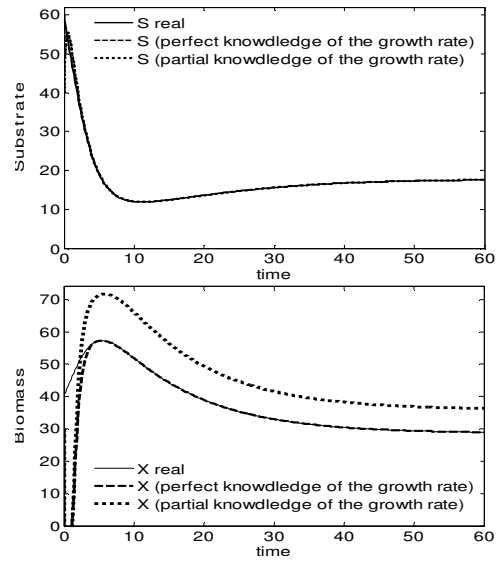 60
50
40
30
20
10
0
Substrate
S real
S (perfect knowdledge of the growth rate)
S (partial knowdledge of the growth rate)
0 10 20 30 40 50 60
time
70
60
50
40
30
20
10
0
Biomass
X real
X (perfect knowdledge of the growth rate)
X (partial knowdledge of the growth rate)
0 10 20 30 40 50 60
time